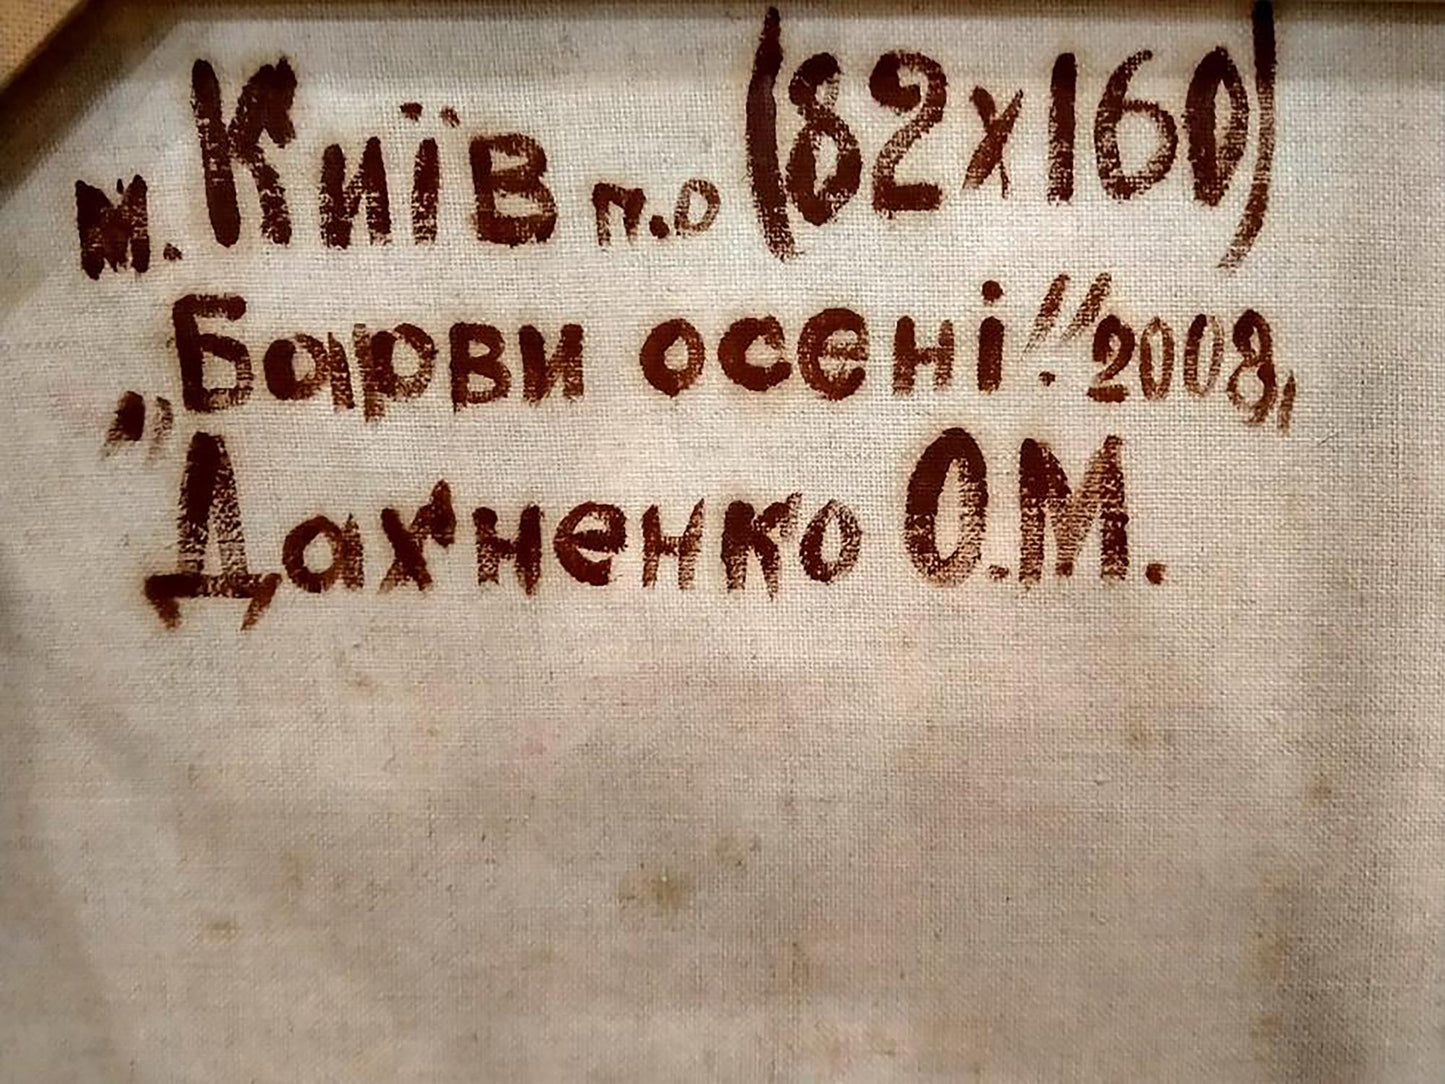 м. Київ п.о (82х160)
„Барви осені!" 2008,
Дахненко О.М.